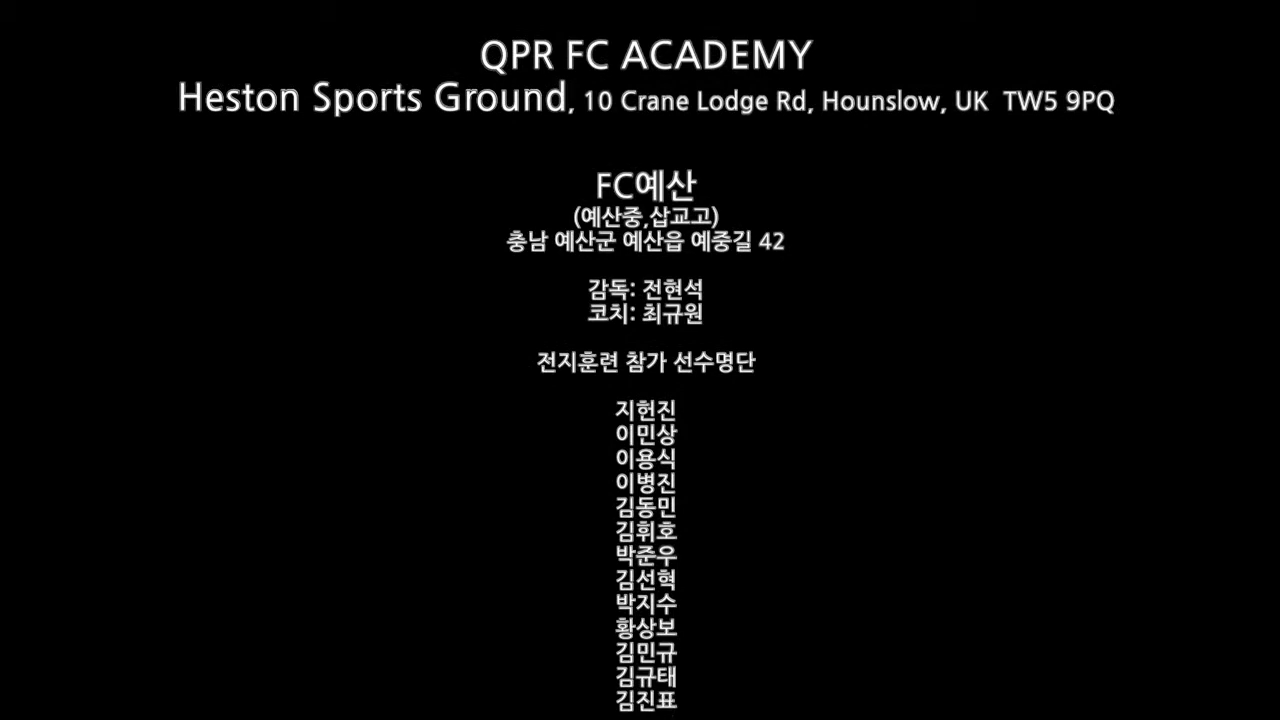 QPR FC ACADEMY
Heston Sports Ground, 10 Crane Lodge Rd, Hounslow, UK  TW5 9PQ
FC예산
(예산중,삽교고)
충남 예산군 예산읍 예중길 42
감독: 전현석
코치: 최규원
전지훈련 참가 선수명단
지헌진
이민상
이용식
이병진
김동민
김휘호
박준우
김선혁
박지수
황상보
김민규
김규태
김진표